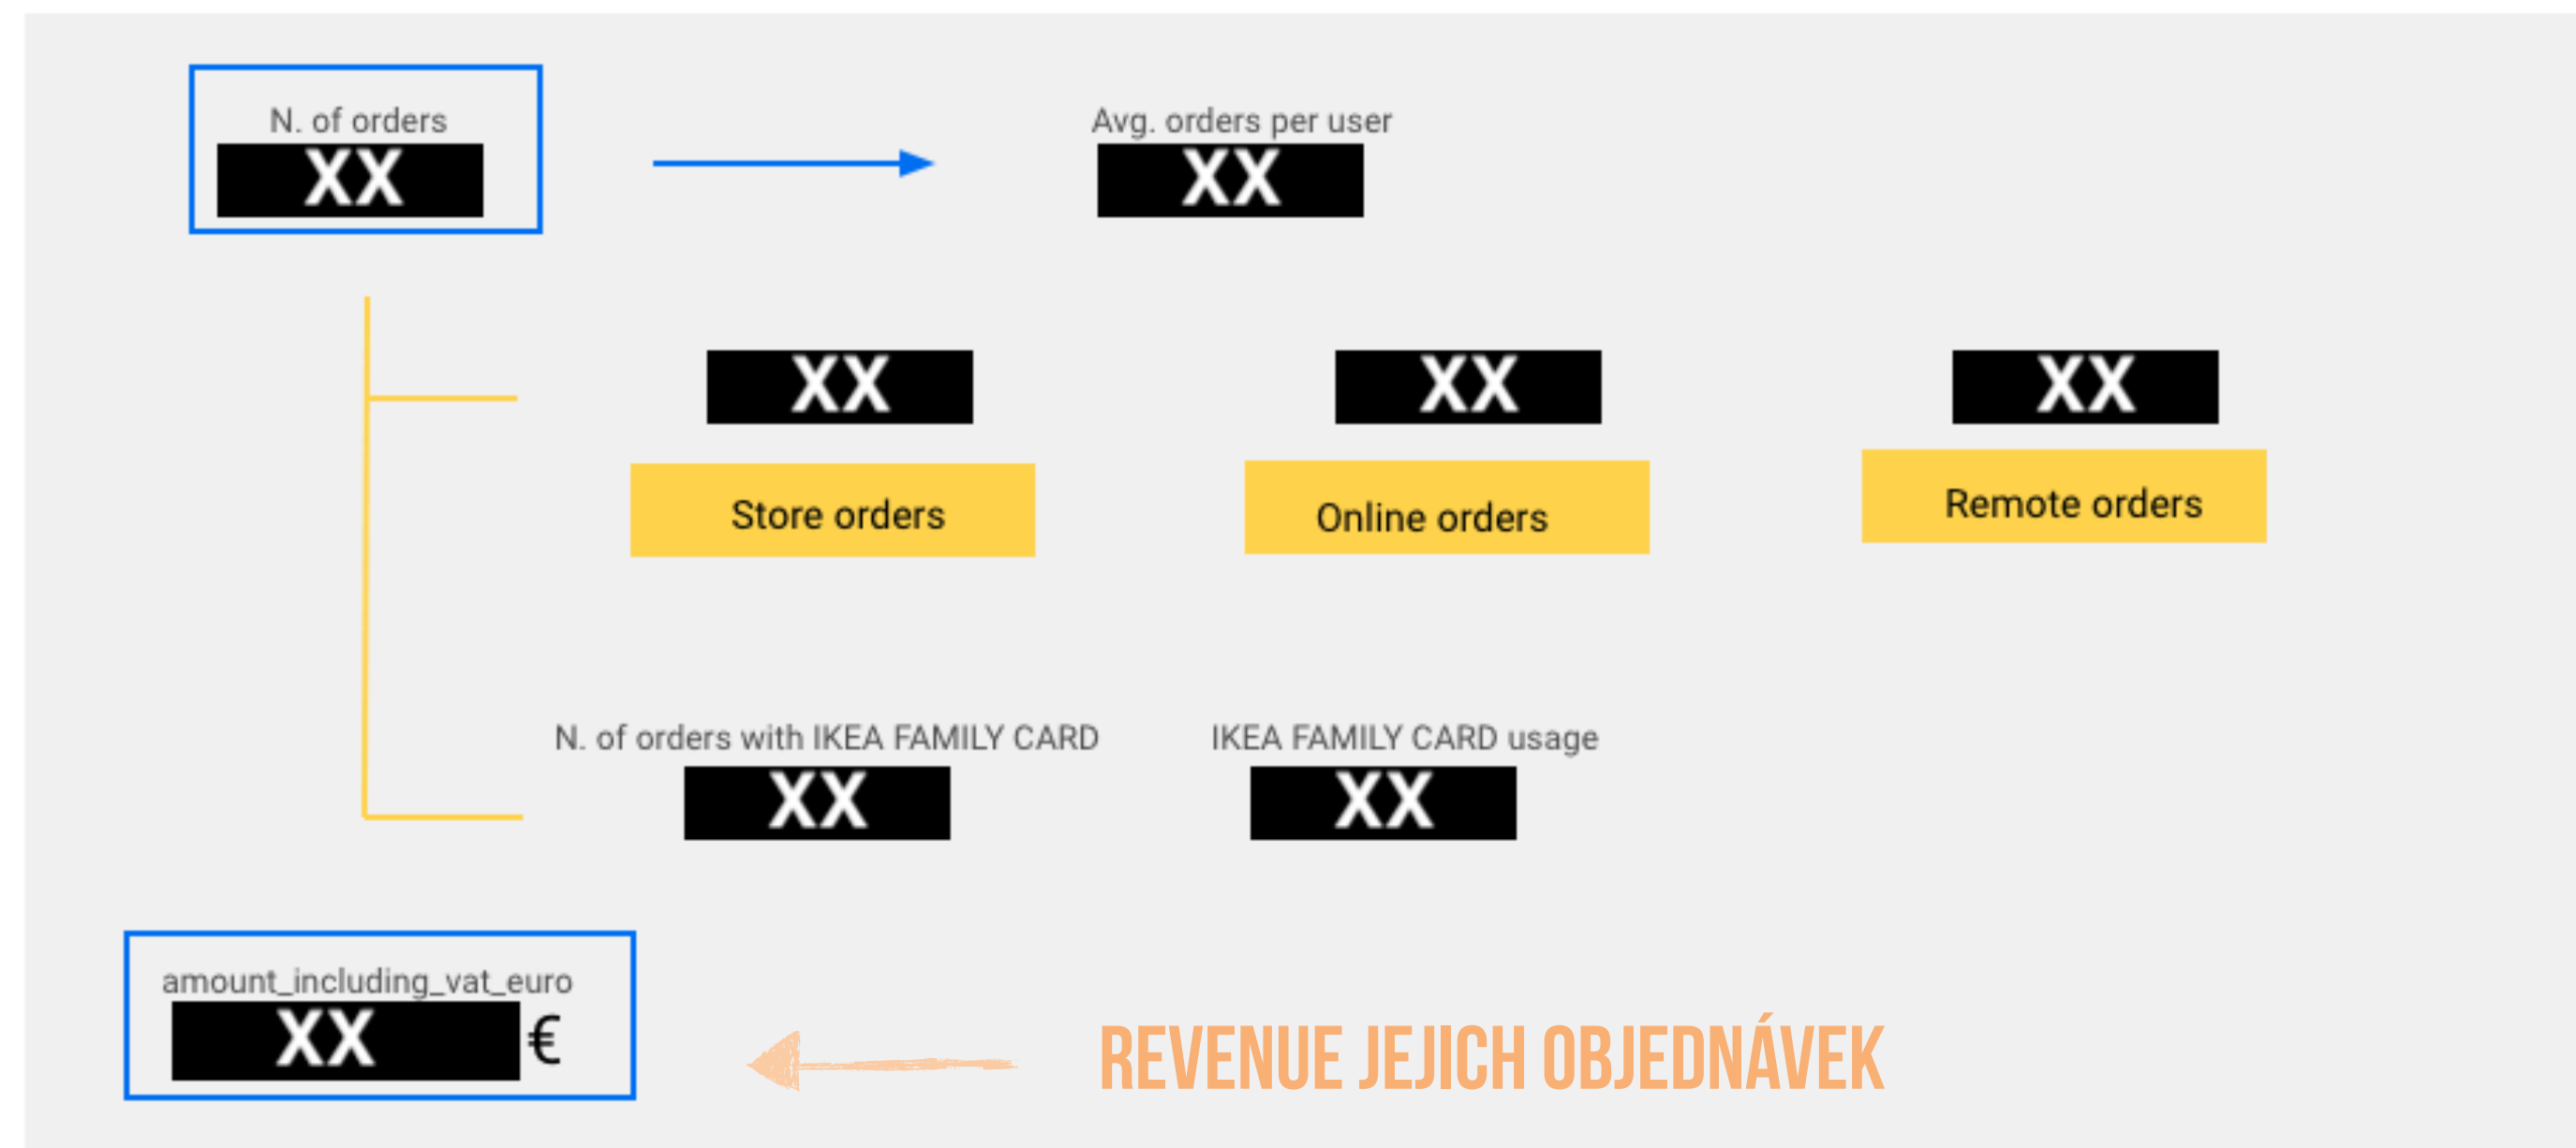 N. of orders
XX
Avg. orders per user
XX
XX
XX
XX
Store orders
Online orders
Remote orders
N. of orders with IKEA FAMILY CARD
XX
IKEA FAMILY CARD usage
XX
amount_including_vat_euro
XX €
REVENUE JEJICH OBJEDNÁVEK